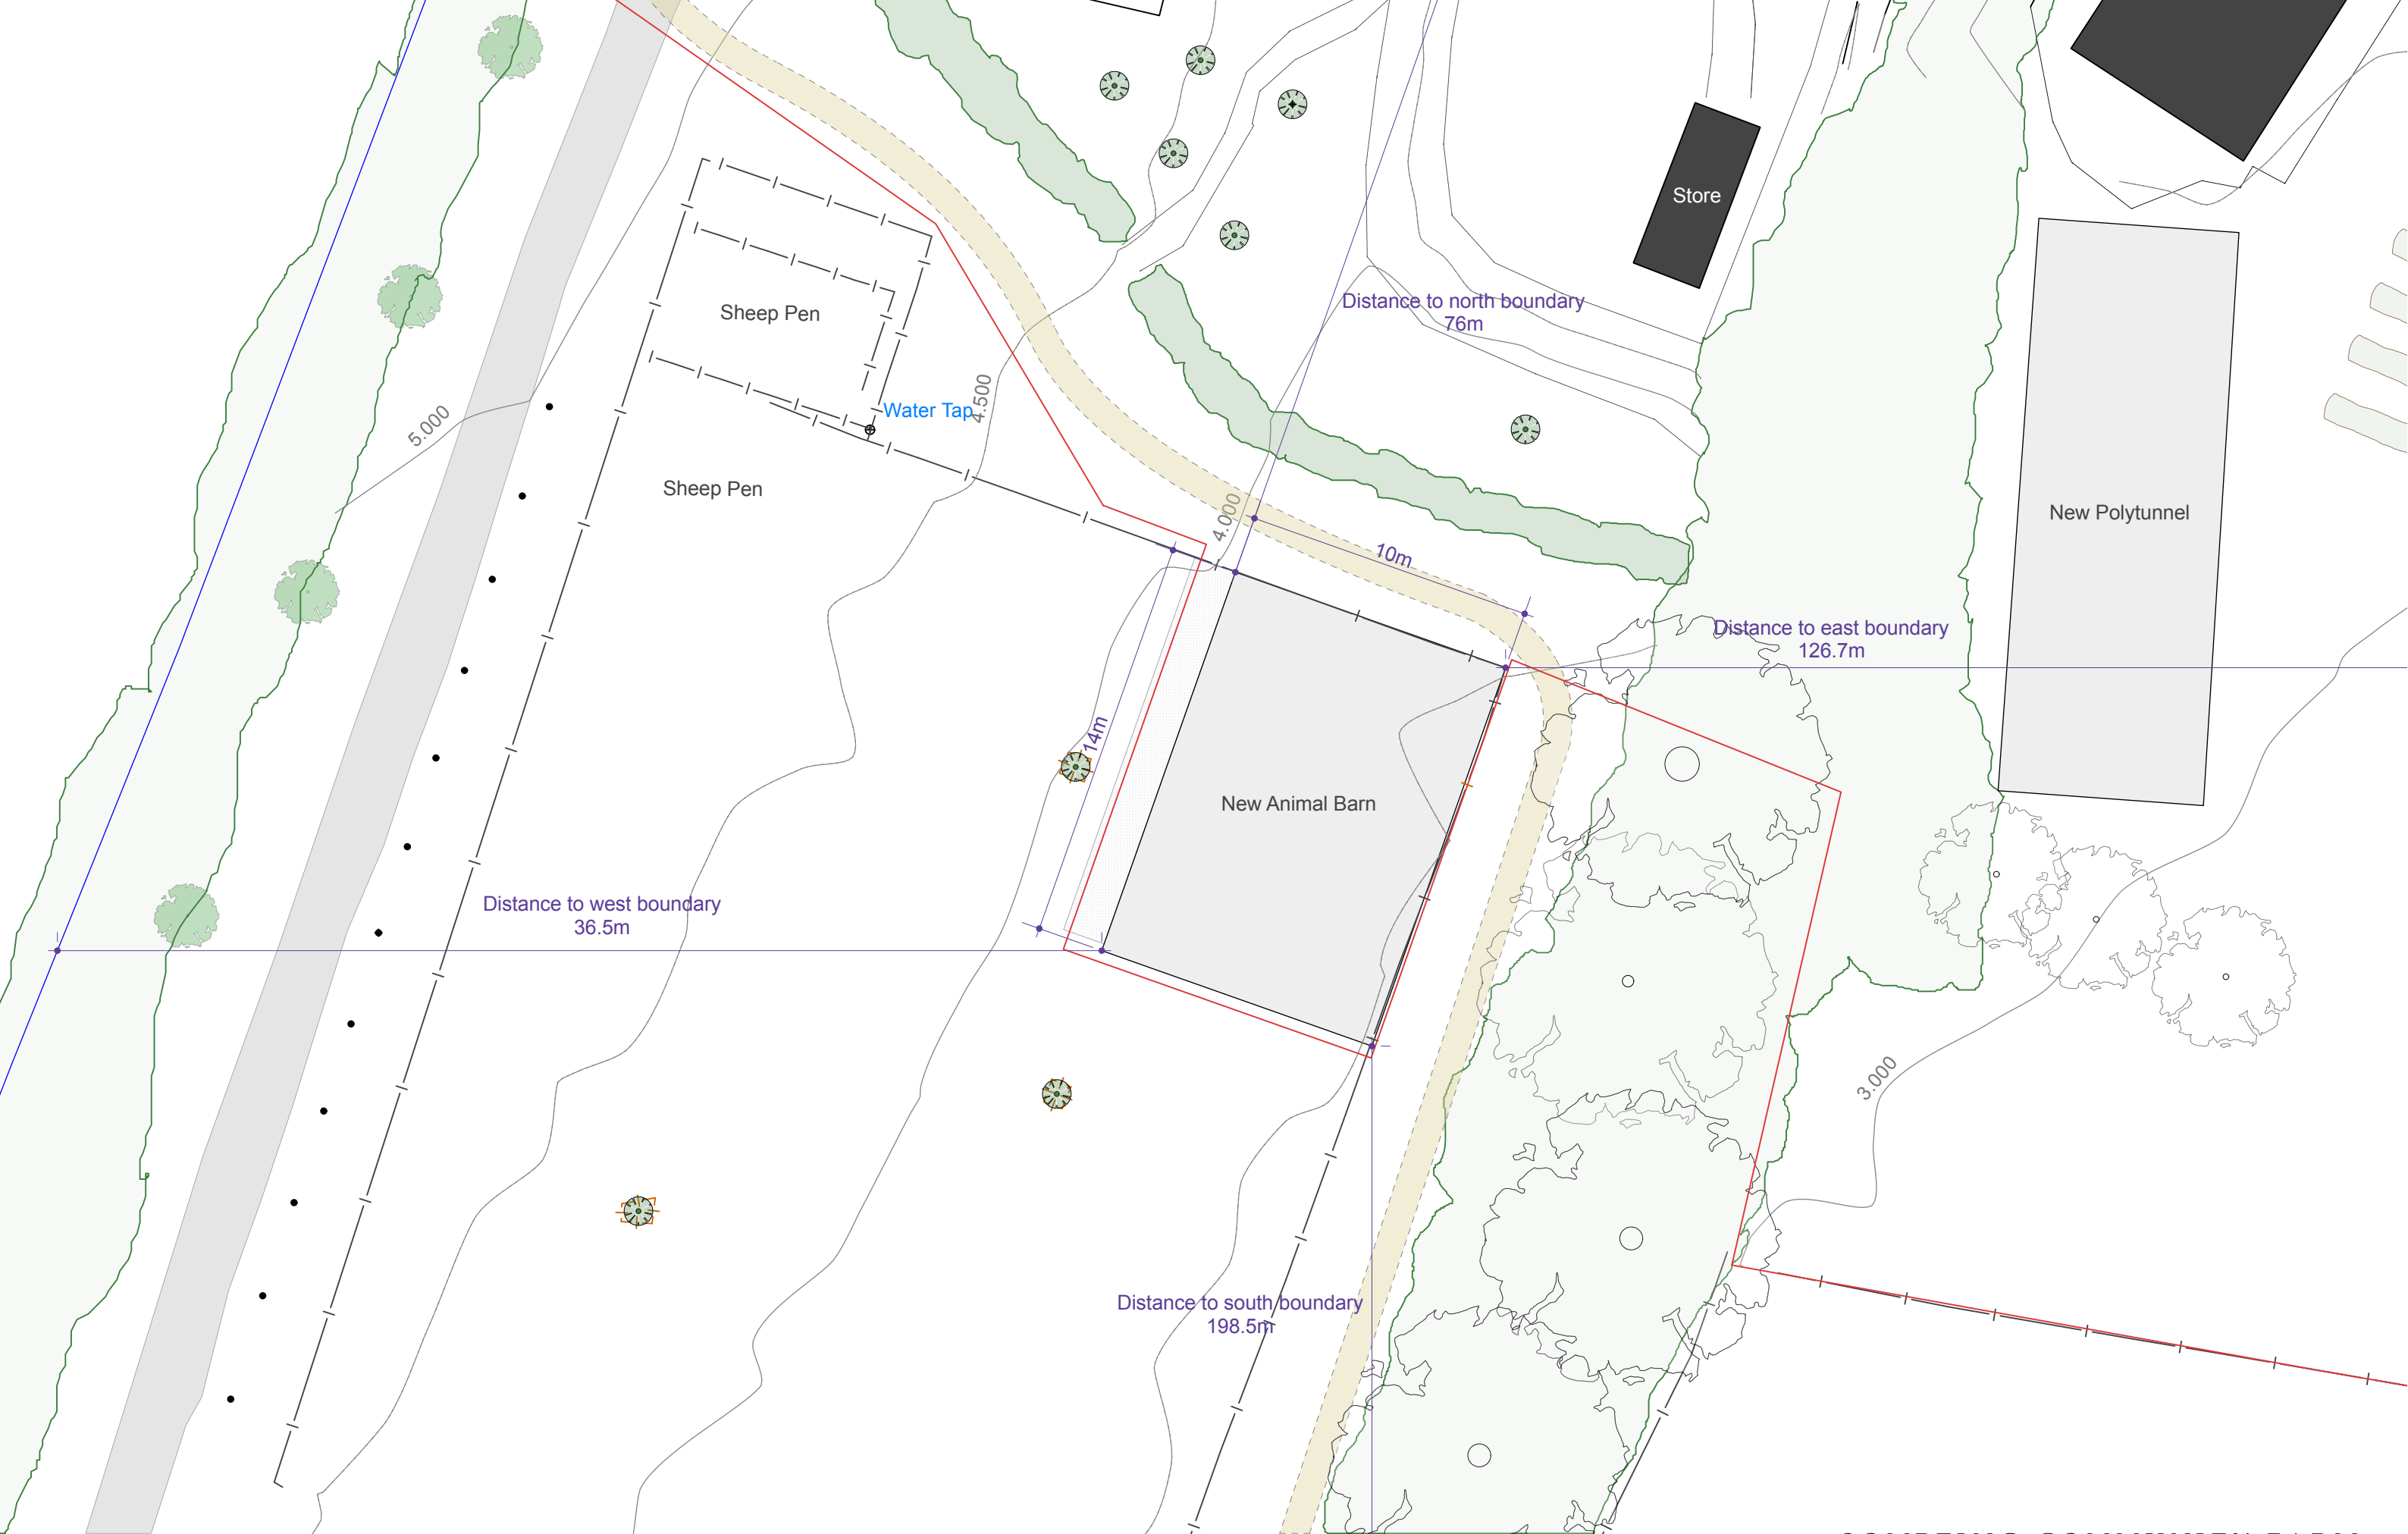 Store
Distance to north boundary
76m
Sheep Pen
Water Tap
4.500
5.000
Sheep Pen
4.000
10m
New Polytunnel
Distance to east boundary
126.7m
14m
New Animal Barn
Distance to west boundary
36.5m
3.000
Distance to south boundary
198.5m